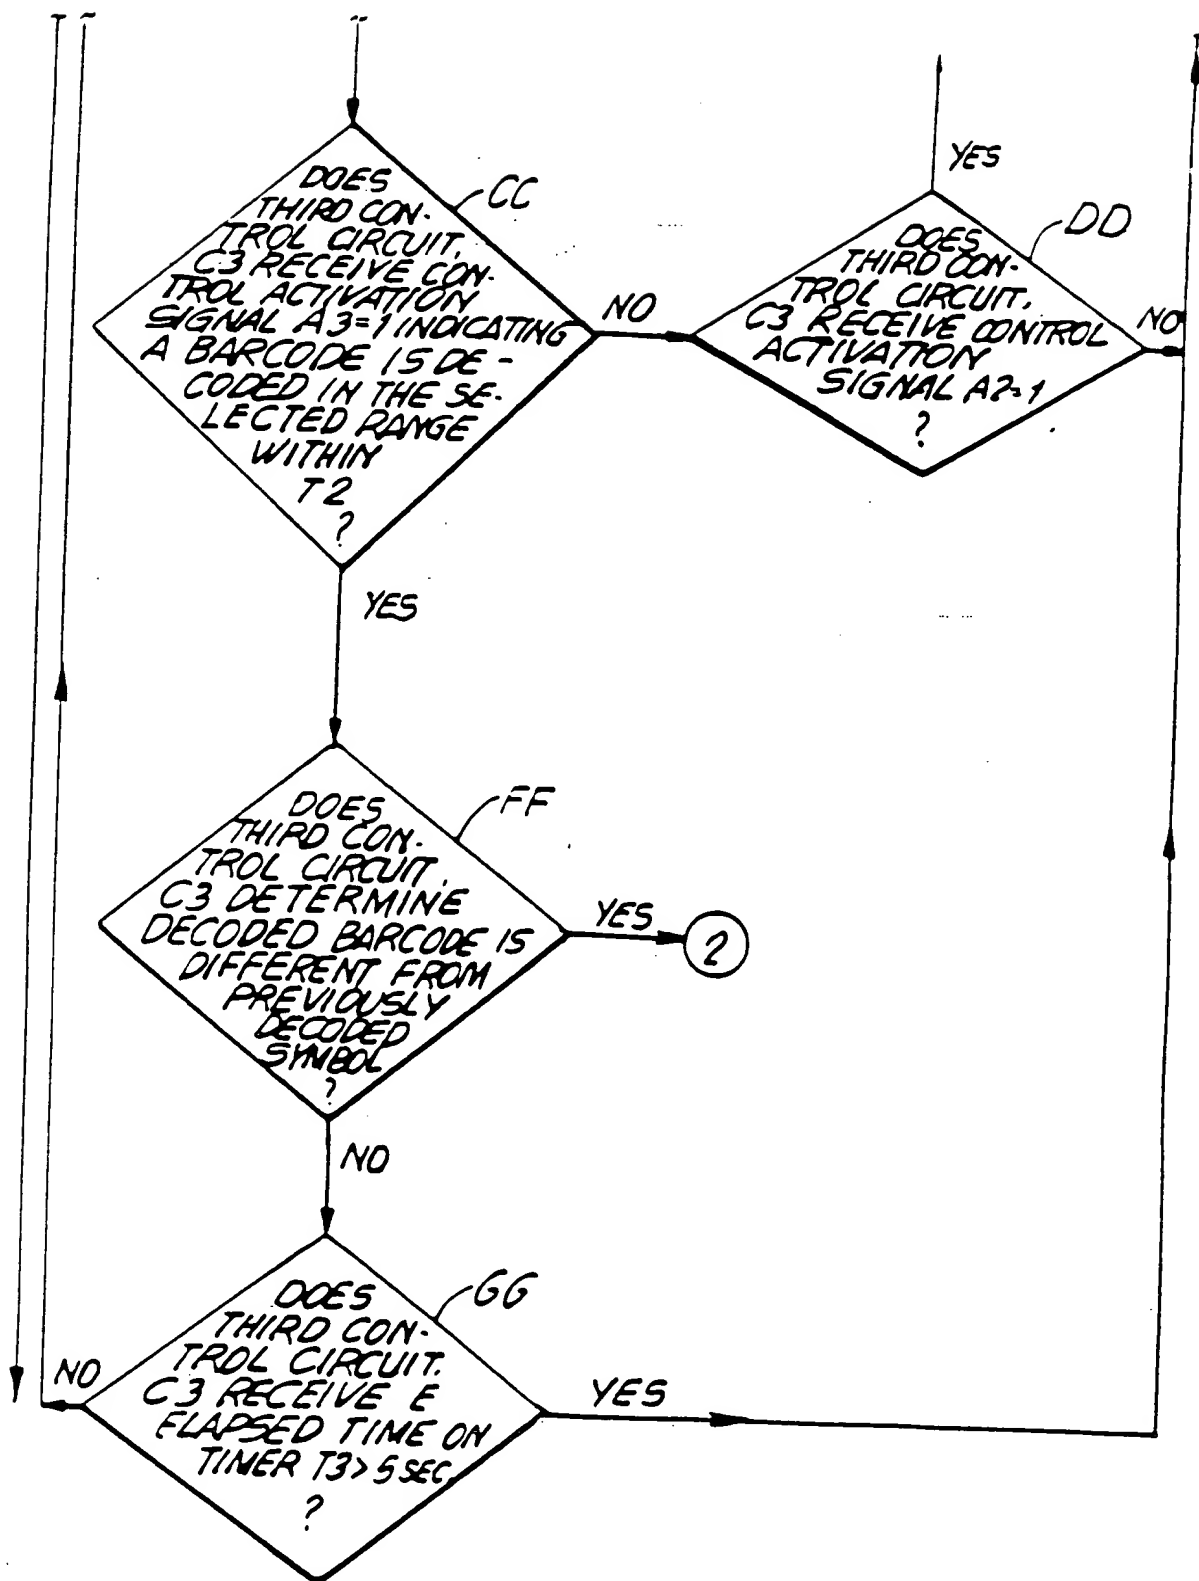 DOES
THIRD CON-
TROL CIRCUIT,
C3 RECEIVE CON-
TROL ACTIVATION
SIGNAL A3=1 INDICATING
A BARCODE IS DE-
CODED IN THE SE-
LECTED RANGE
WITHIN
T2
?
CC
NO
YES
DOES
THIRD CON-
TROL CIRCUIT,
C3 RECEIVE CONTROL
ACTIVATION
SIGNAL A2=1
?
DD
YES
NO
DOES
THIRD CON-
TROL CIRCUIT,
C3 DETERMINE
DECODED BARCODE IS
DIFFERENT FROM
PREVIOUSLY
DECODED
SYMBOL
?
FF
YES
2
NO
DOES
THIRD CON-
TROL CIRCUIT.
C3 RECEIVE E
ELAPSED TIME ON
TIMER T3>5 SEC.
?
GG
NO
YES